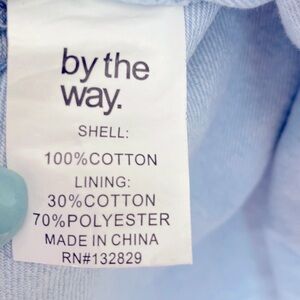 by the
way.
SHELL:
100%COTTON
LINING:
30%COTTON
70%POLYESTER
MADE IN CHINA
RN#132829